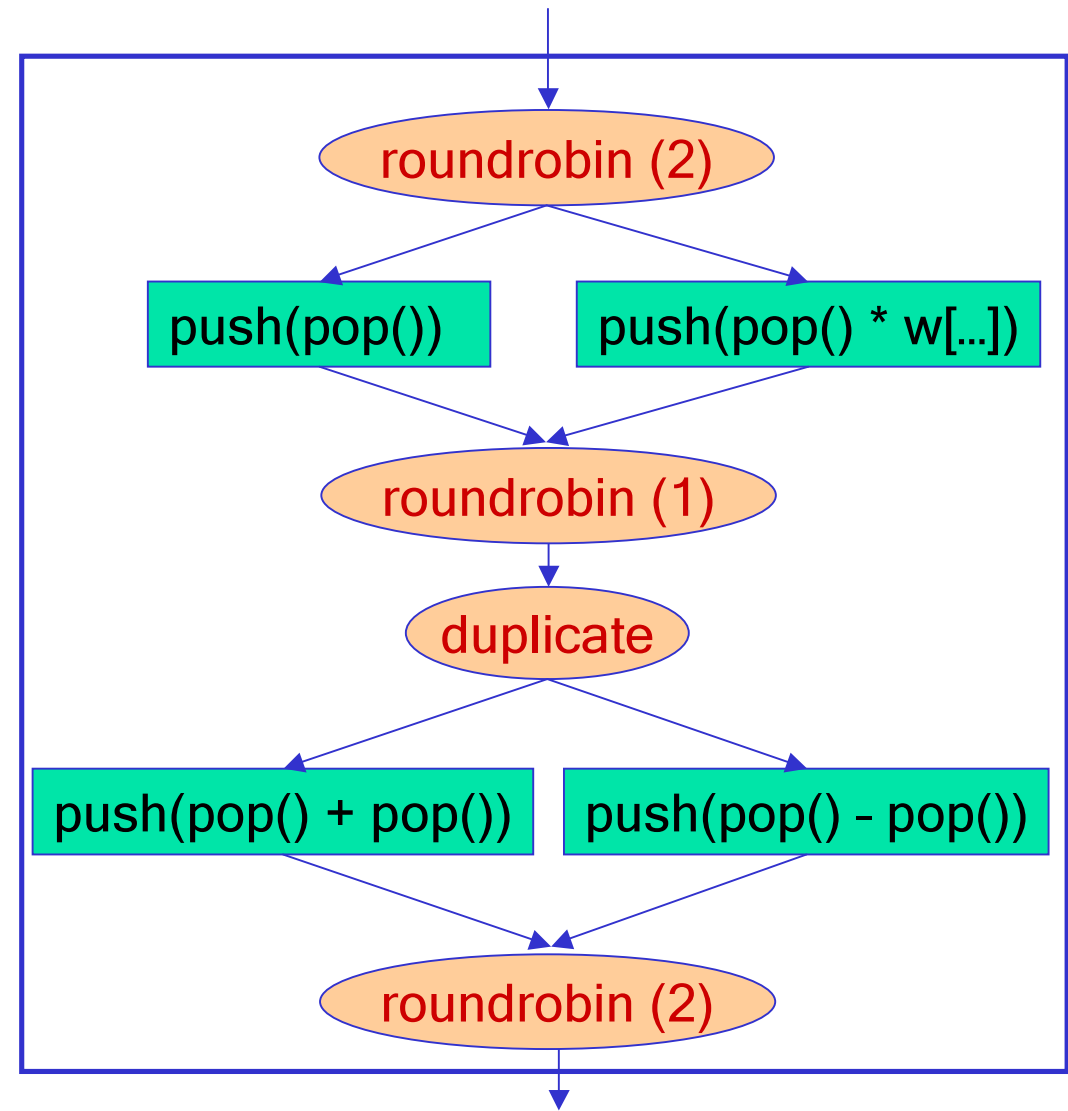 roundrobin (2)
push(pop())
push(pop() * w[...])
roundrobin (1)
duplicate
push(pop() + pop())
push(pop() - pop())
roundrobin (2)